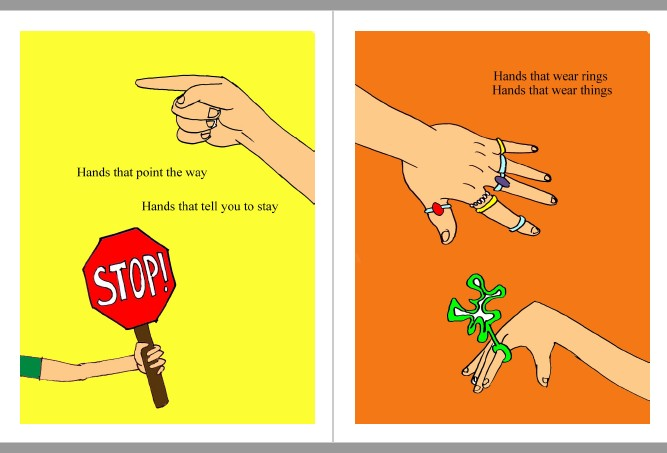 Hands that point the way
Hands that tell you to stay
STOP!
Hands that wear rings
Hands that wear things